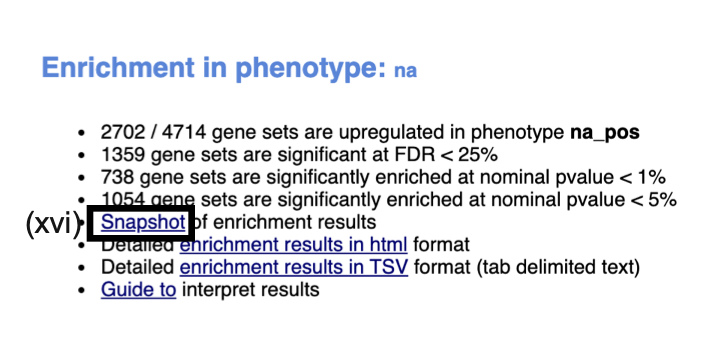 Enrichment in phenotype: na
• 2702 / 4714 gene sets are upregulated in phenotype na_pos
• 1359 gene sets are significant at FDR < 25%
• 738 gene sets are significantly enriched at nominal pvalue < 1%
• 1054 gene sets are significantly enriched at nominal pvalue < 5%
(xvi) • Snapshot of enrichment results
• Detailed enrichment results in html format
• Detailed enrichment results in TSV format (tab delimited text)
• Guide to interpret results